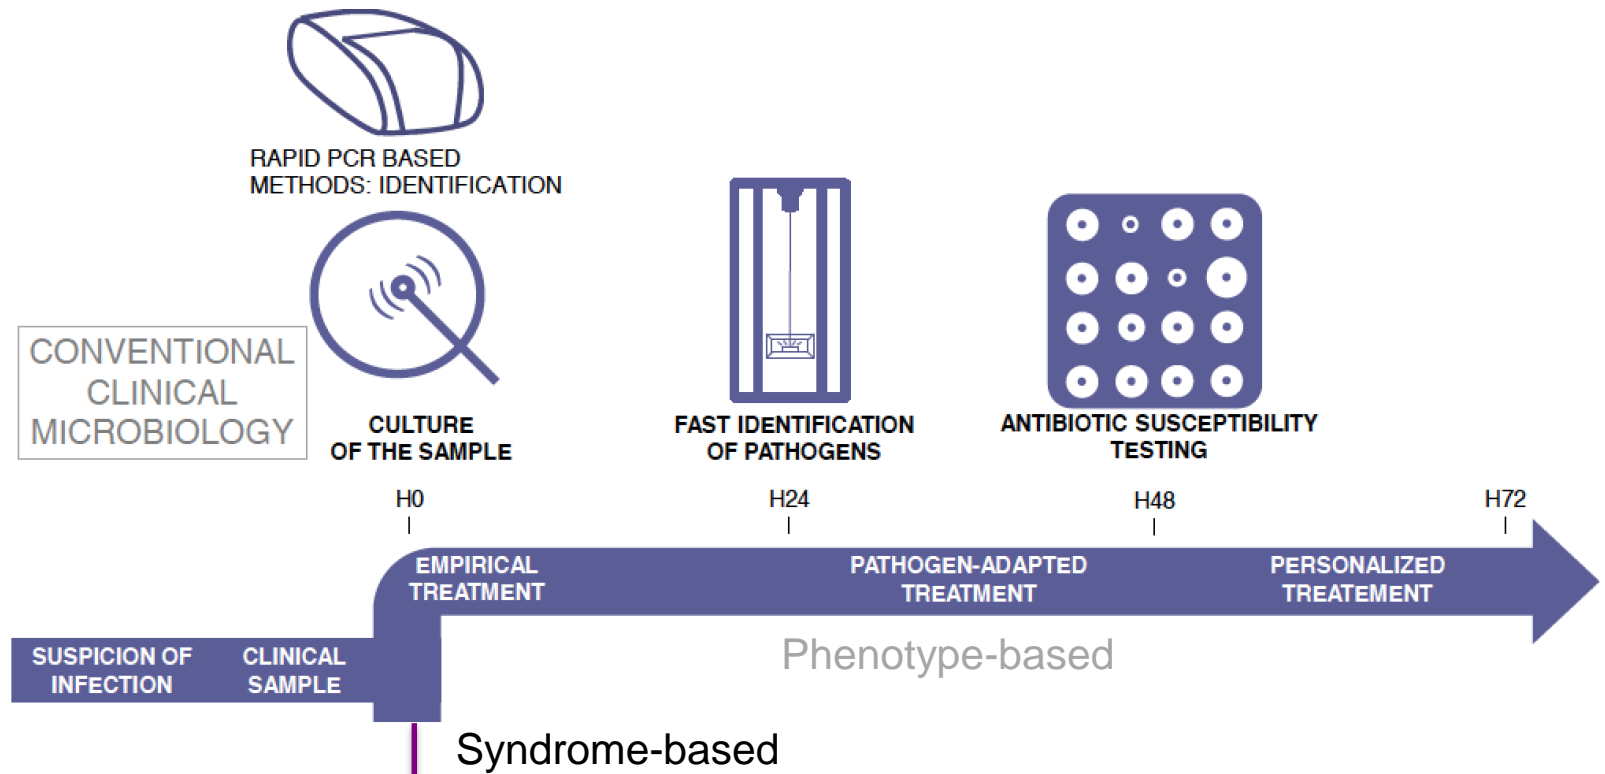 RAPID PCR BASED
METHODS: IDENTIFICATION
CONVENTIONAL
CLINICAL
MICROBIOLOGY
CULTURE
OF THE SAMPLE
FAST IDENTIFICATION
OF PATHOGENS
ANTIBIOTIC SUSCEPTIBILITY
TESTING
H0
H24
H48
H72
EMPIRICAL
TREATMENT
PATHOGEN-ADAPTED
TREATMENT
PERSONALIZED
TREATEMENT
SUSPICION OF
INFECTION
CLINICAL
SAMPLE
Phenotype-based
Syndrome-based